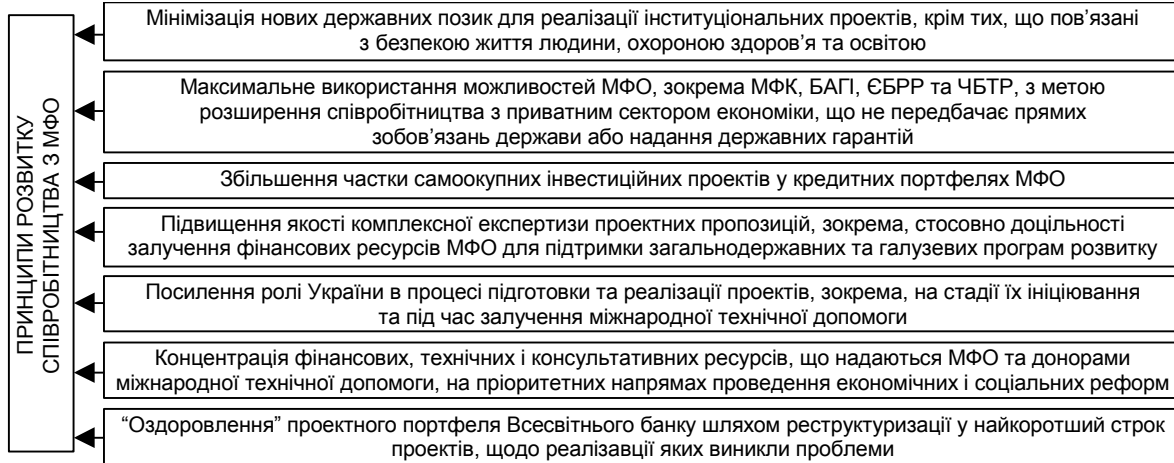 ПРИНЦИПИ РОЗВИТКУ
СПІВРОБІТНИЦТВА З МФО
Мінімізація нових державних позик для реалізації інституціональних проектів, крім тих, що пов’язані
з безпекою життя людини, охороною здоров’я та освітою
Максимальне використання можливостей МФО, зокрема МФК, БАГІ, ЄБРР та ЧБТР, з метою
розширення співробітництва з приватним сектором економіки, що не передбачає прямих
зобов’язань держави або надання державних гарантій
Збільшення частки самоокупних інвестиційних проектів у кредитних портфелях МФО
Підвищення якості комплексної експертизи проектних пропозицій, зокрема, стосовно доцільності
залучення фінансових ресурсів МФО для підтримки загальнодержавних та галузевих програм розвитку
Посилення ролі України в процесі підготовки та реалізації проектів, зокрема, на стадії їх ініціювання
та під час залучення міжнародної технічної допомоги
Концентрація фінансових, технічних і консультативних ресурсів, що надаються МФО та донорами
міжнародної технічної допомоги, на пріоритетних напрямах проведення економічних і соціальних реформ
“Оздоровлення” проектного портфеля Всесвітнього банку шляхом реструктуризації у найкоротший строк
проектів, щодо реалізавції яких виникли проблеми